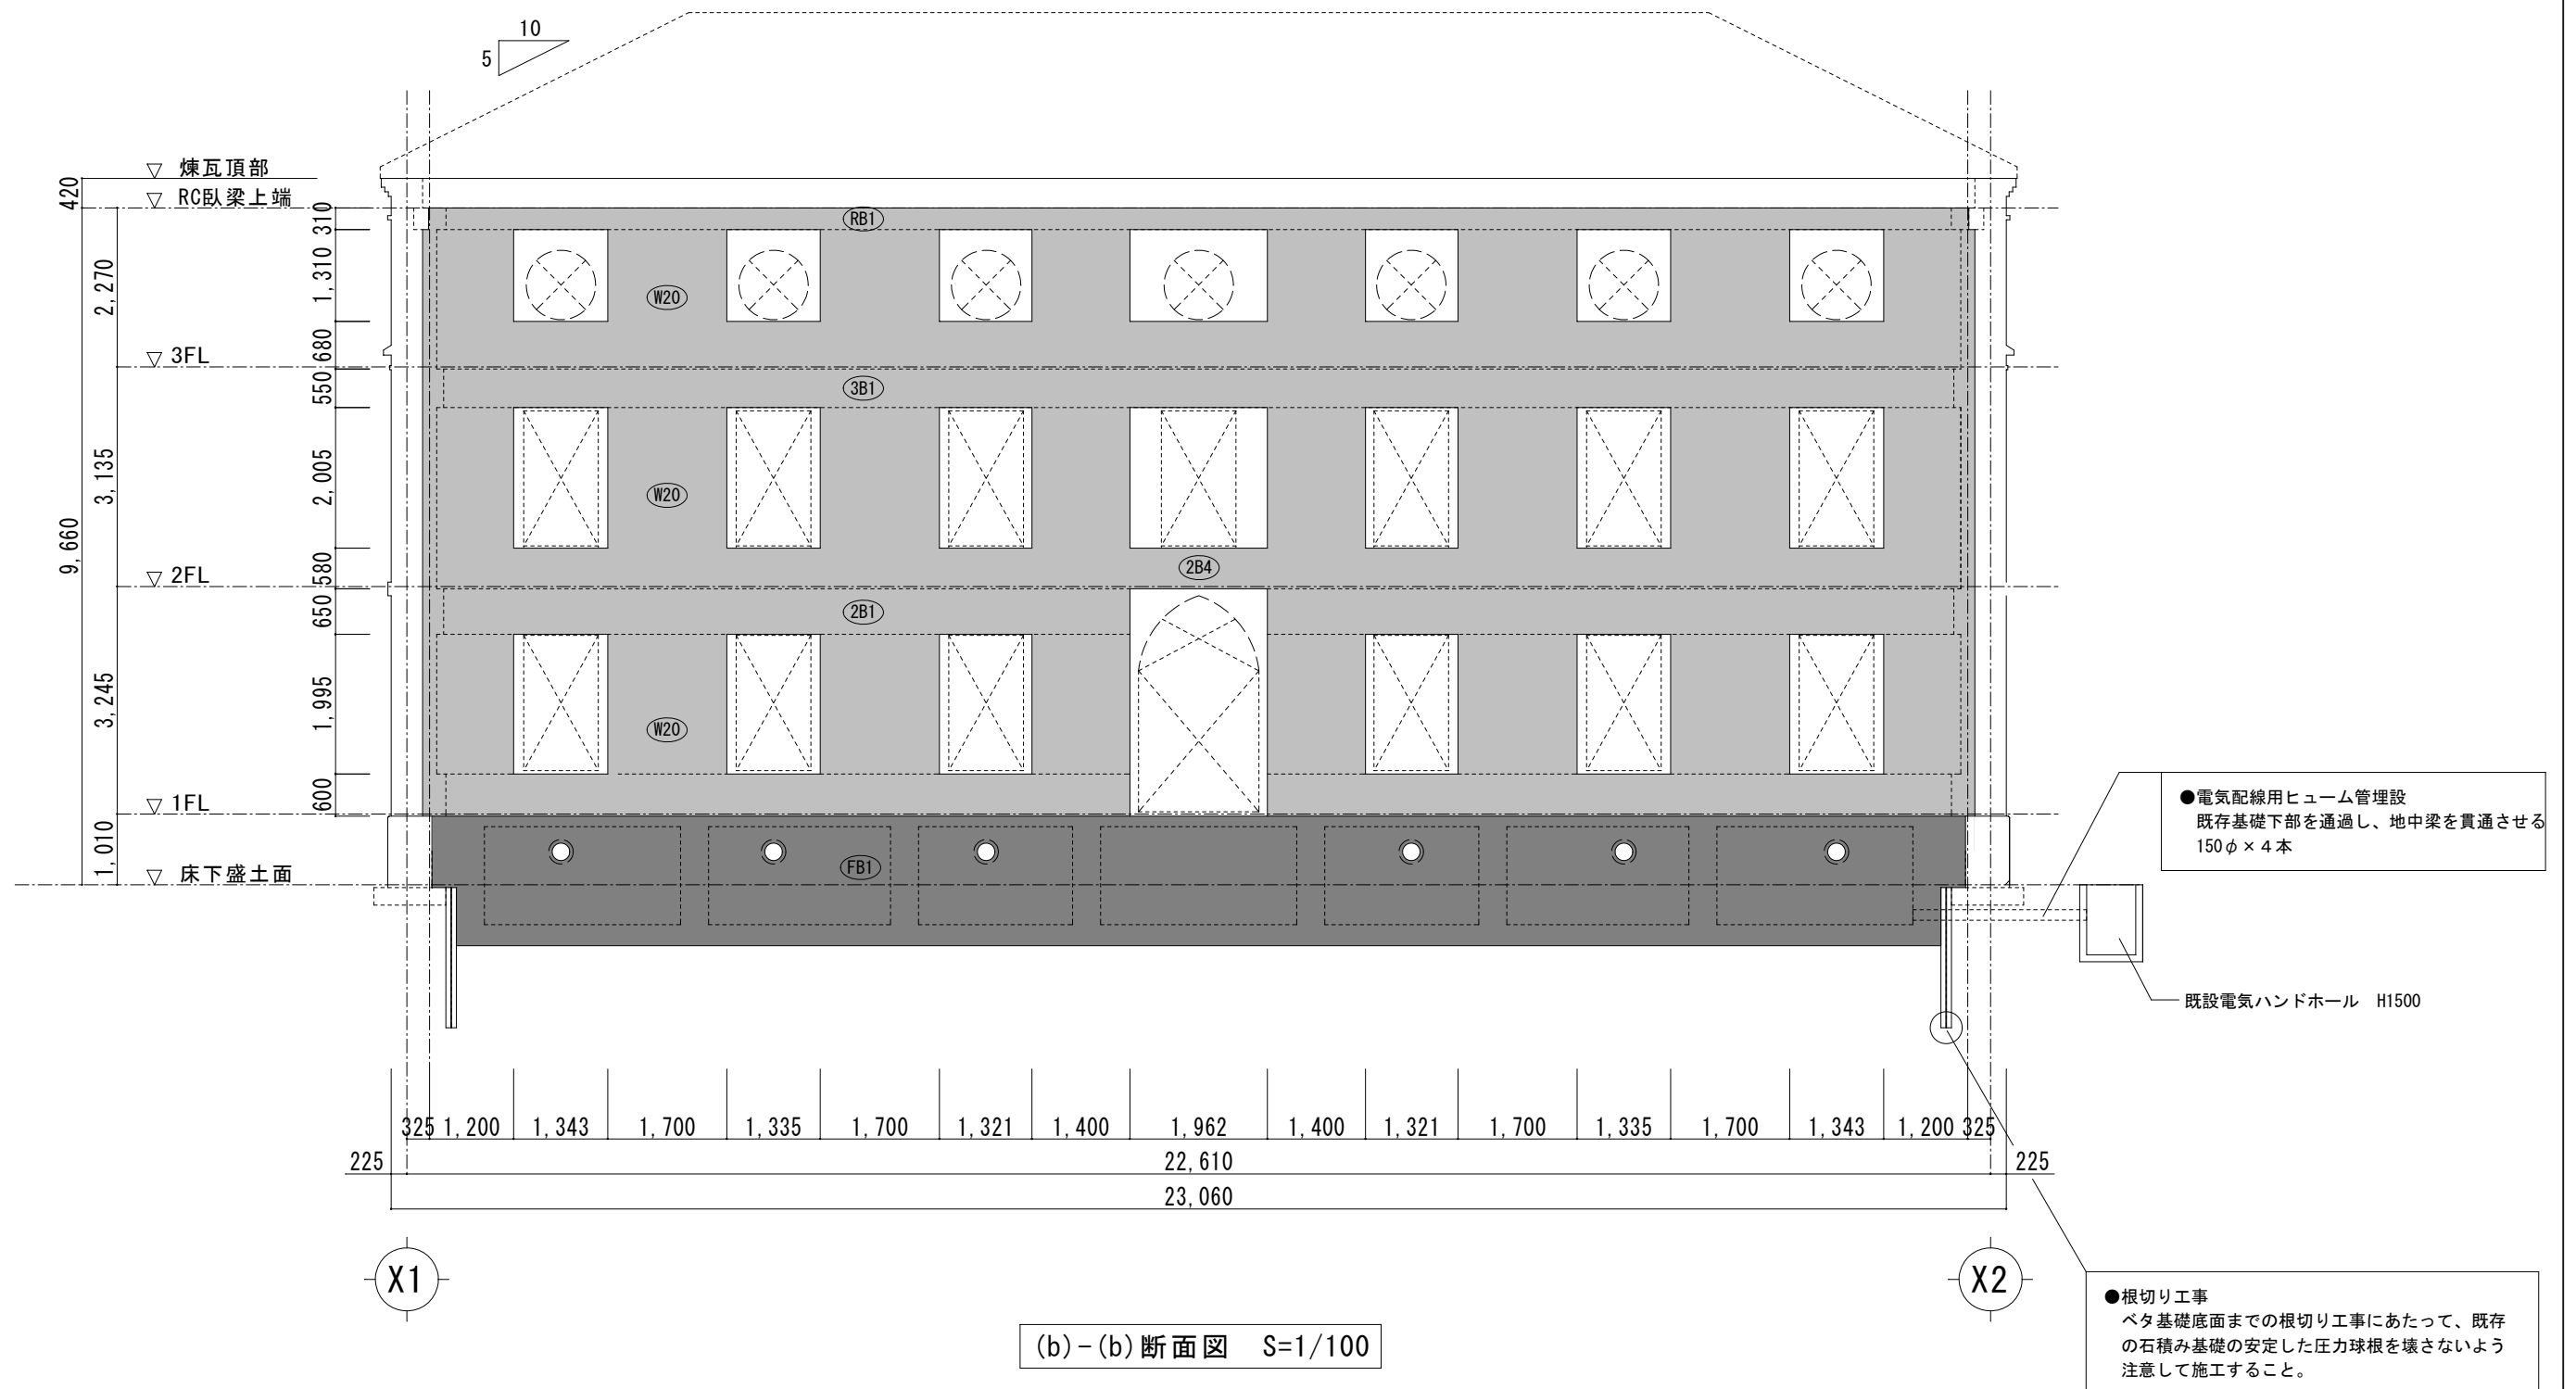 10
5
▽ 煉瓦頂部
▽ RC臥梁上端
▽ 3FL
▽ 2FL
▽ 1FL
▽ 床下盛土面
420
9,660
2,270
3,135
3,245
1,010
310
1,310
680
550
2,005
580
650
1,995
600
RB1
W20
3B1
W20
2B4
2B1
W20
FB1
●電気配線用ヒューム管埋設
既存基礎下部を通過し、地中梁を貫通させる
150φ×4本
既設電気ハンドホール H1500
325 1,200 1,343 1,700 1,335 1,700 1,321 1,400 1,962 1,400 1,321 1,700 1,335 1,700 1,343 1,200 325
225 22,610 225
23,060
X1 X2
(b)-(b)断面図 S=1/100
●根切り工事
ベタ基礎底面までの根切り工事にあたって、既存
の石積み基礎の安定した圧力球根を壊さないよう
注意して施工すること。